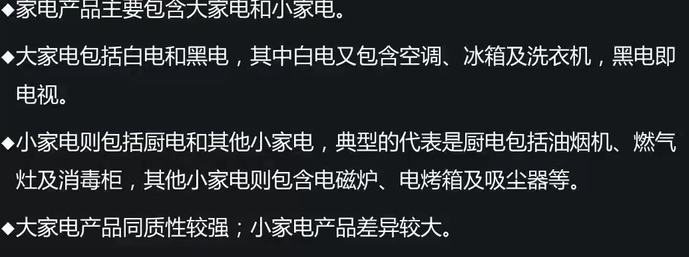 ◆家电产品主要包含大家电和小家电。
◆大家电包括白电和黑电，其中白电又包含空调、冰箱及洗衣机，黑电即
电视。
◆小家电则包括厨电和其他小家电，典型的代表是厨电包括油烟机、燃气
灶及消毒柜，其他小家电则包含电磁炉、电烤箱及吸尘器等。
◆大家电产品同质性较强；小家电产品差异较大。